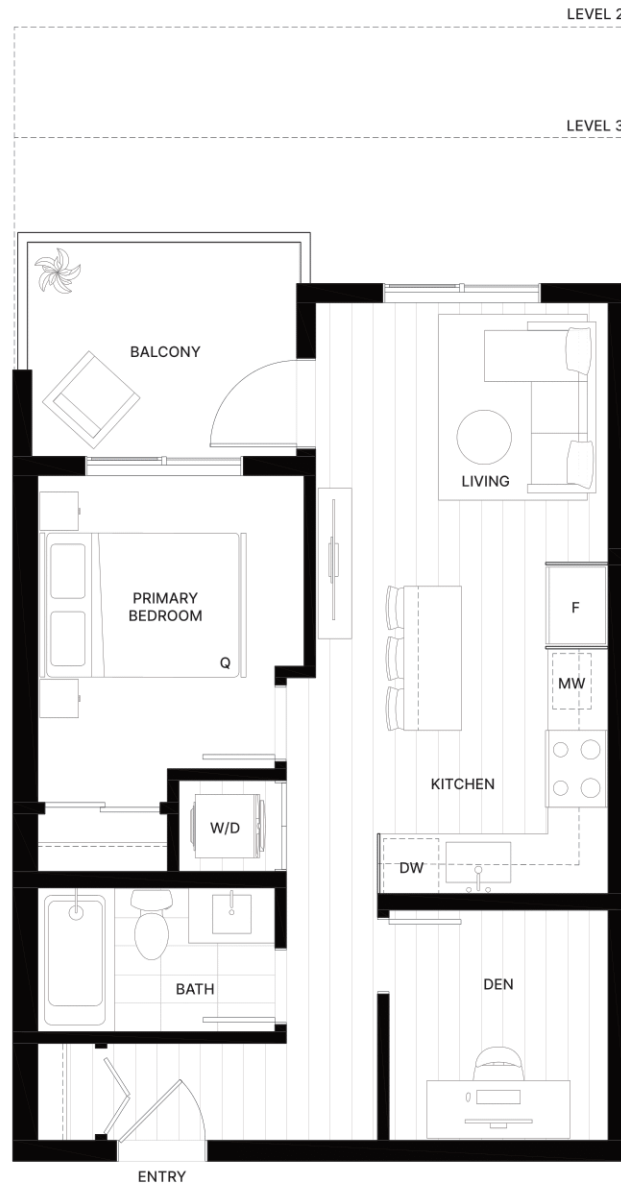 LEVEL 2
LEVEL 3
BALCONY
LIVING
PRIMARY
BEDROOM
Q
F
MW
KITCHEN
W/D
DW
BATH
DEN
ENTRY